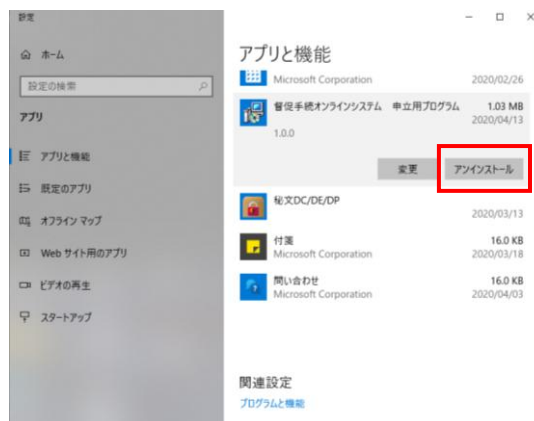 設定
ホーム
設定の検索
アプリ
アプリと機能
既定のアプリ
オフライン マップ
Web サイト用のアプリ
ビデオの再生
スタートアップ
アプリと機能
Microsoft Corporation 2020/02/26
督促手続オンラインシステム 申立用プログラム 1.03 MB
2020/04/13
1.0.0
変更 アンインストール
秘文DC/DE/DP
2020/03/13
付箋 16.0 KB
Microsoft Corporation 2020/03/18
問い合わせ 16.0 KB
Microsoft Corporation 2020/04/03
関連設定
プログラムと機能